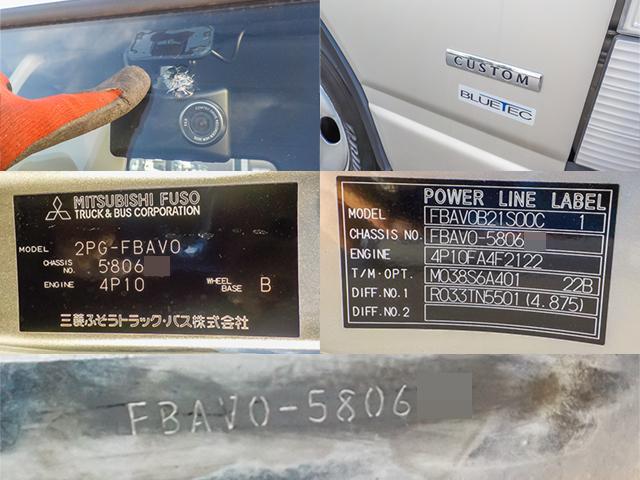 CUSTOM
BLUETEC
MITSUBISHI FUSO
TRUCK & BUS CORPORATION
MODEL 2PG-FBAV0
CHASSIS NO. 5806
ENGINE 4P10 WHEEL BASE B
三菱ふそうトラック・バス株式会社
POWER LINE LABEL
MODEL FBAV0B21S00C 1
CHASSIS NO. FBAV0-5806
ENGINE 4P10FA4F2122
T/M·OPT. M038S6A401 22B
DIFF.NO.1 R033TN5501 (4.875)
DIFF.NO.2
FBAV0-5806